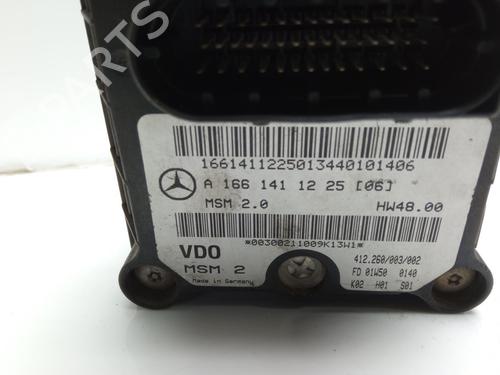 1661411225013440101406
A 166 141 12 25 [06]
MSM 2.0 HW48.00
*00300211009K13W1*
VDO 412.260/003/002
MSM 2 FD 01W50 0140
Made in Germany K02 H01 S01
B-Parts